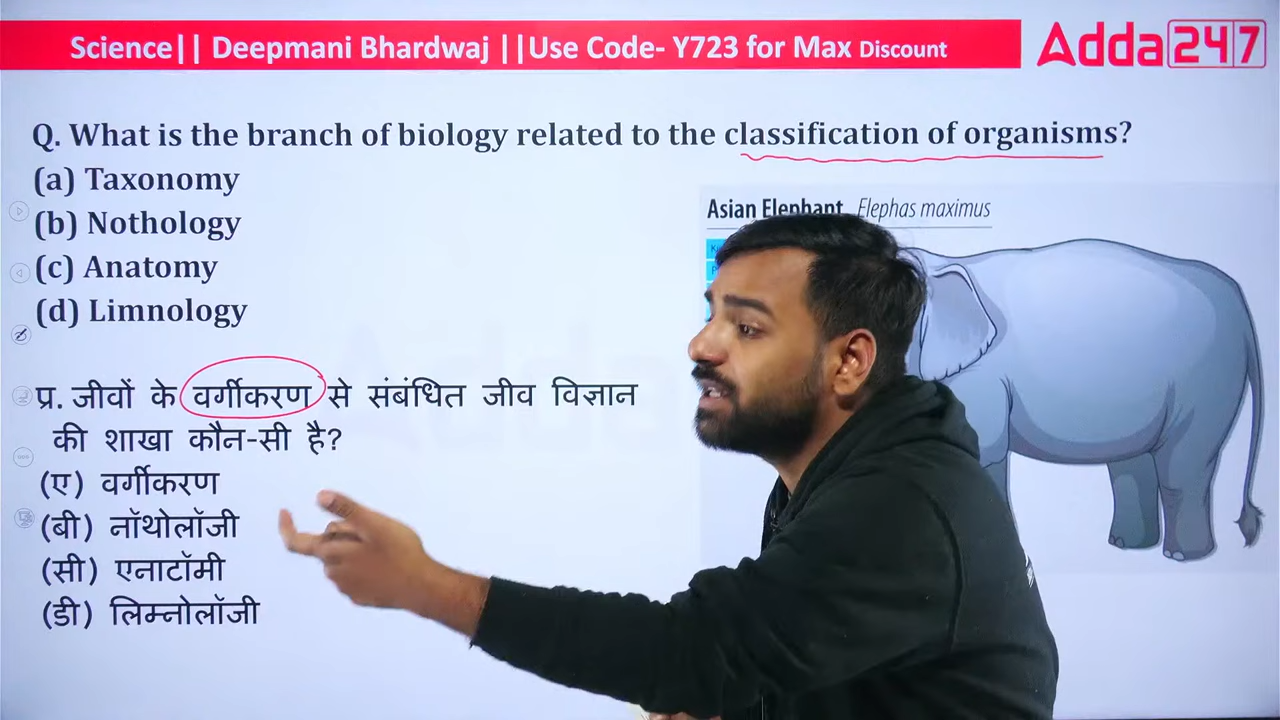 Science|| Deepmani Bhardwaj ||Use Code- Y723 for Max Discount
Adda247
Q. What is the branch of biology related to the classification of organisms?
(a) Taxonomy
(b) Nothology
(c) Anatomy
(d) Limnology
Asian Elephant Elephas maximus
प्र. जीवों के वर्गीकरण से संबंधित जीव विज्ञान
की शाखा कौन-सी है?
(ए) वर्गीकरण
(बी) नॉथोलॉजी
(सी) एनाटॉमी
(डी) लिम्नोलॉजी